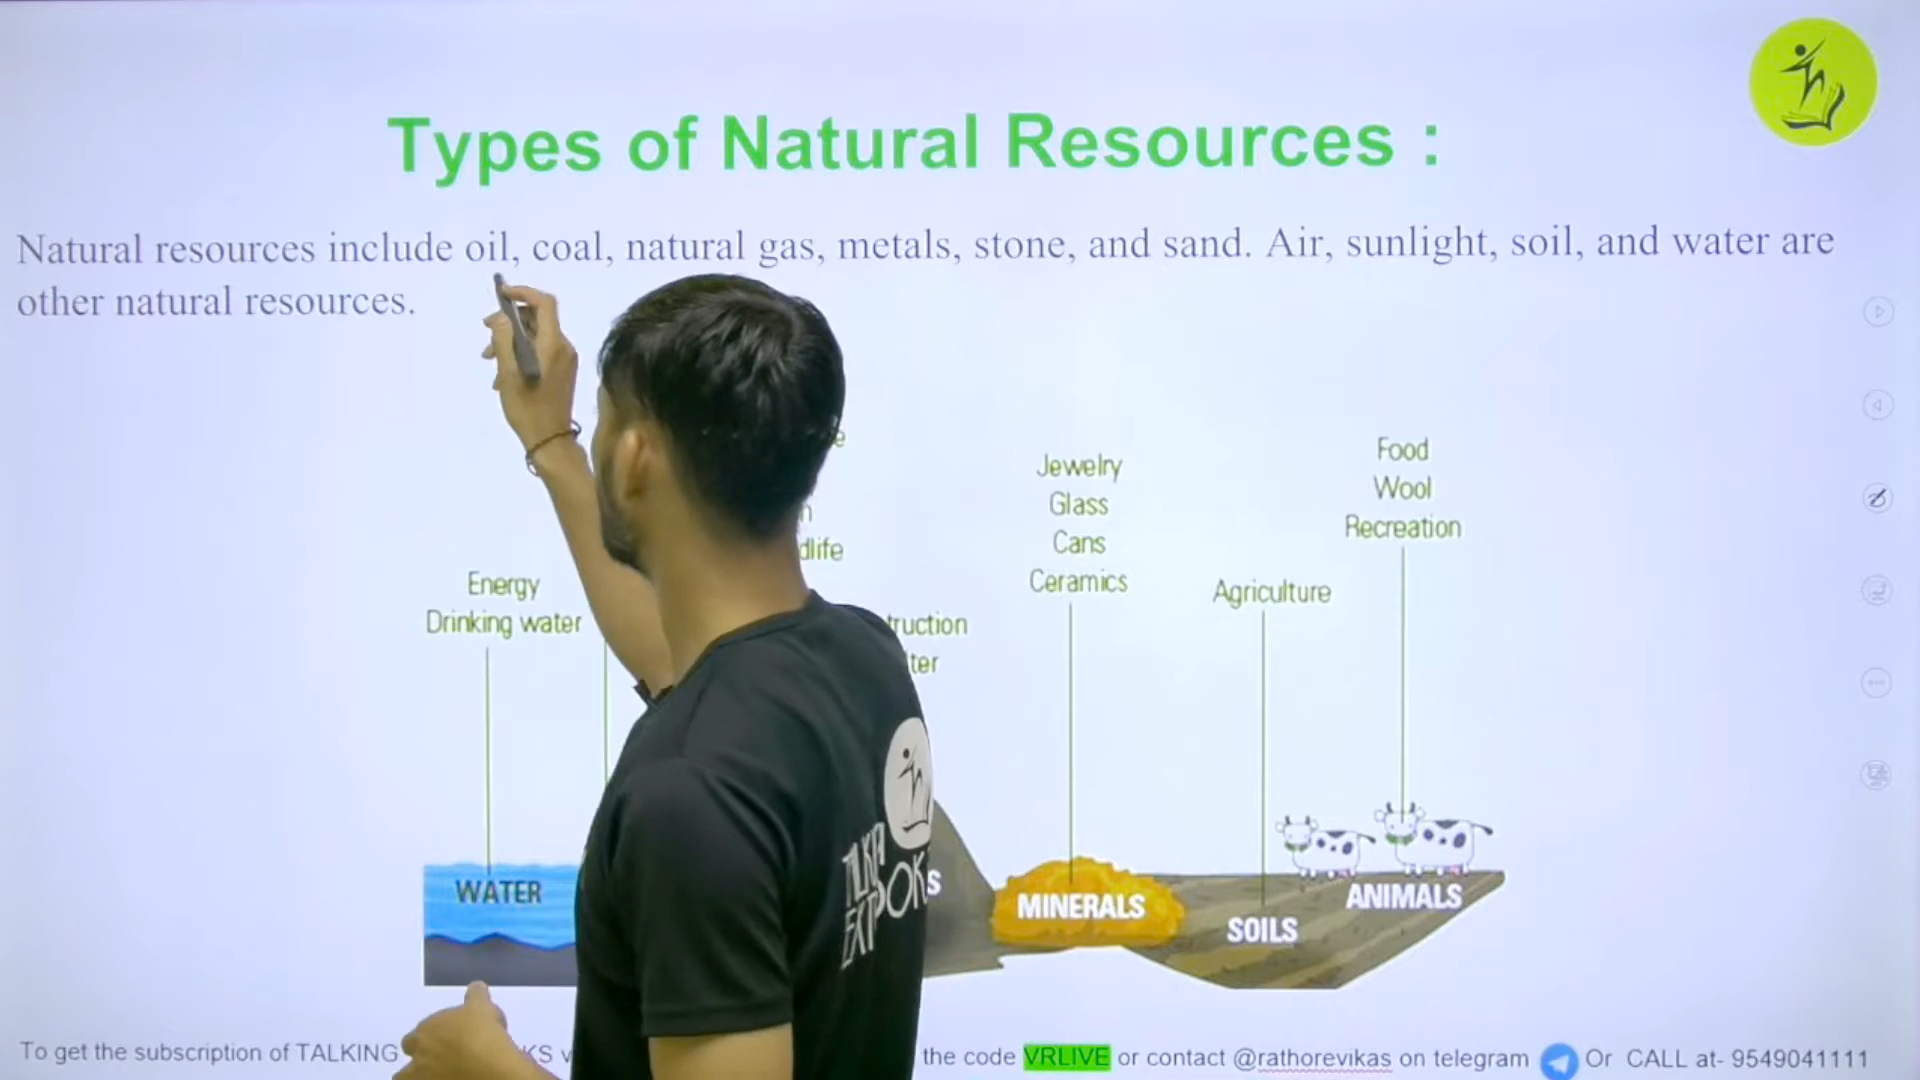 Types of Natural Resources :
Natural resources include oil, coal, natural gas, metals, stone, and sand. Air, sunlight, soil, and water are
other natural resources.
Energy
Drinking water
Jewelry
Glass
Cans
Ceramics
Agriculture
Food
Wool
Recreation
WATER
MINERALS
SOILS
ANIMALS
To get the subscription of TALKING
the code VRLIVE or contact @rathorevikas on telegram Or CALL at- 9549041111